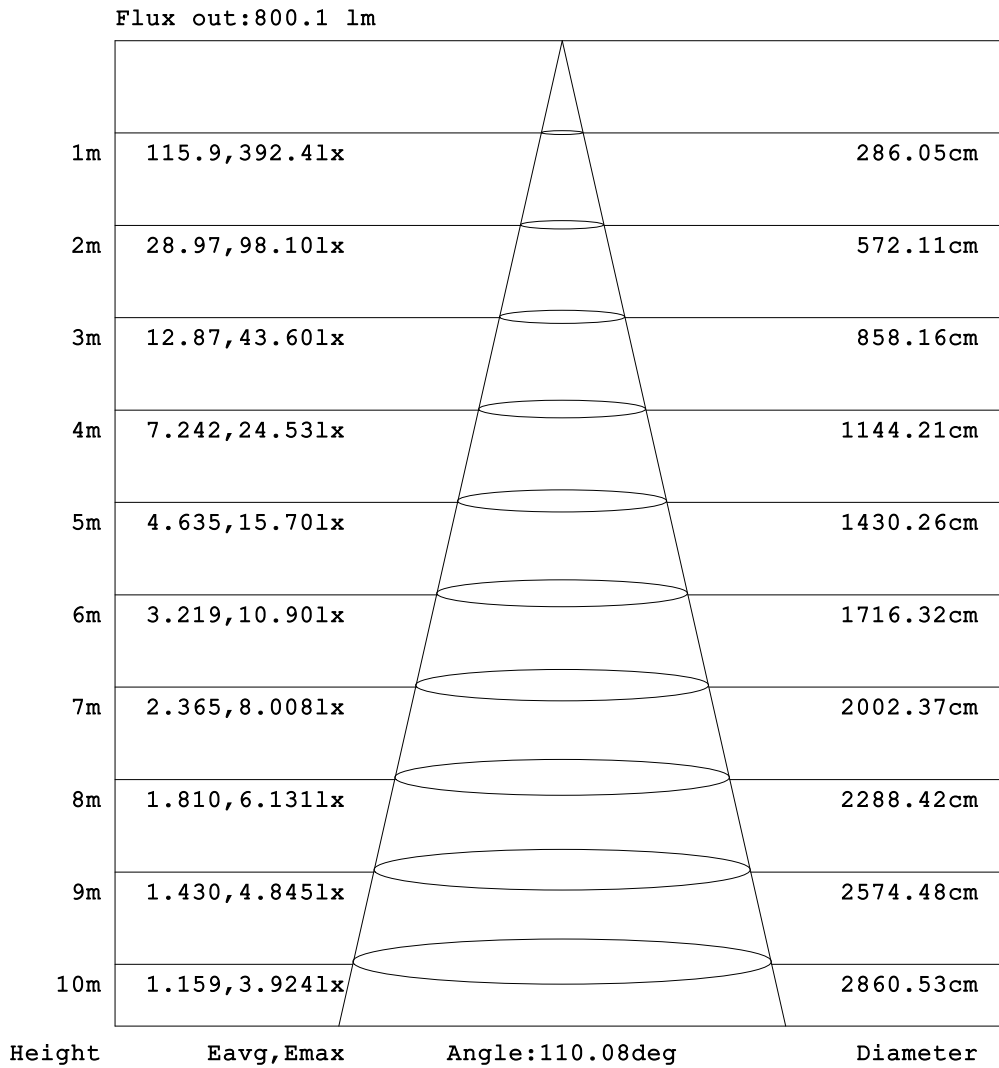 Flux out:800.1 lm
1m 115.9,392.4lx 286.05cm
2m 28.97,98.10lx 572.11cm
3m 12.87,43.60lx 858.16cm
4m 7.242,24.53lx 1144.21cm
5m 4.635,15.70lx 1430.26cm
6m 3.219,10.90lx 1716.32cm
7m 2.365,8.008lx 2002.37cm
8m 1.810,6.131lx 2288.42cm
9m 1.430,4.845lx 2574.48cm
10m 1.159,3.924lx 2860.53cm
Height Eavg,Emax Angle:110.08deg Diameter